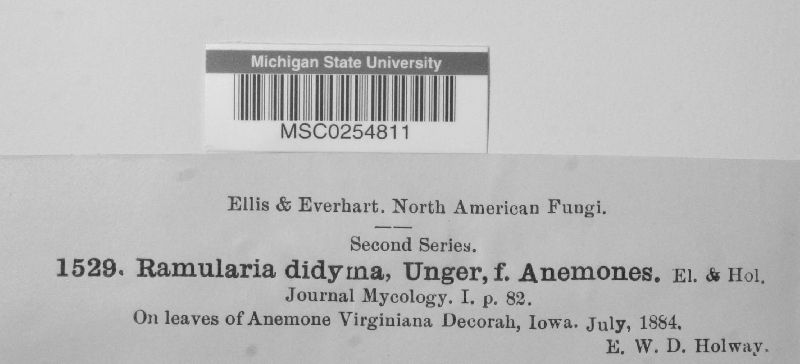 Michigan State University
MSC0254811
Ellis & Everhart. North American Fungi.
Second Series.
1529. Ramularia didyma, Unger, f. Anemones. El. & Hol.
Journal Mycology. I. p. 82.
On leaves of Anemone Virginiana Decorah, Iowa. July, 1884.
E. W. D. Holway.